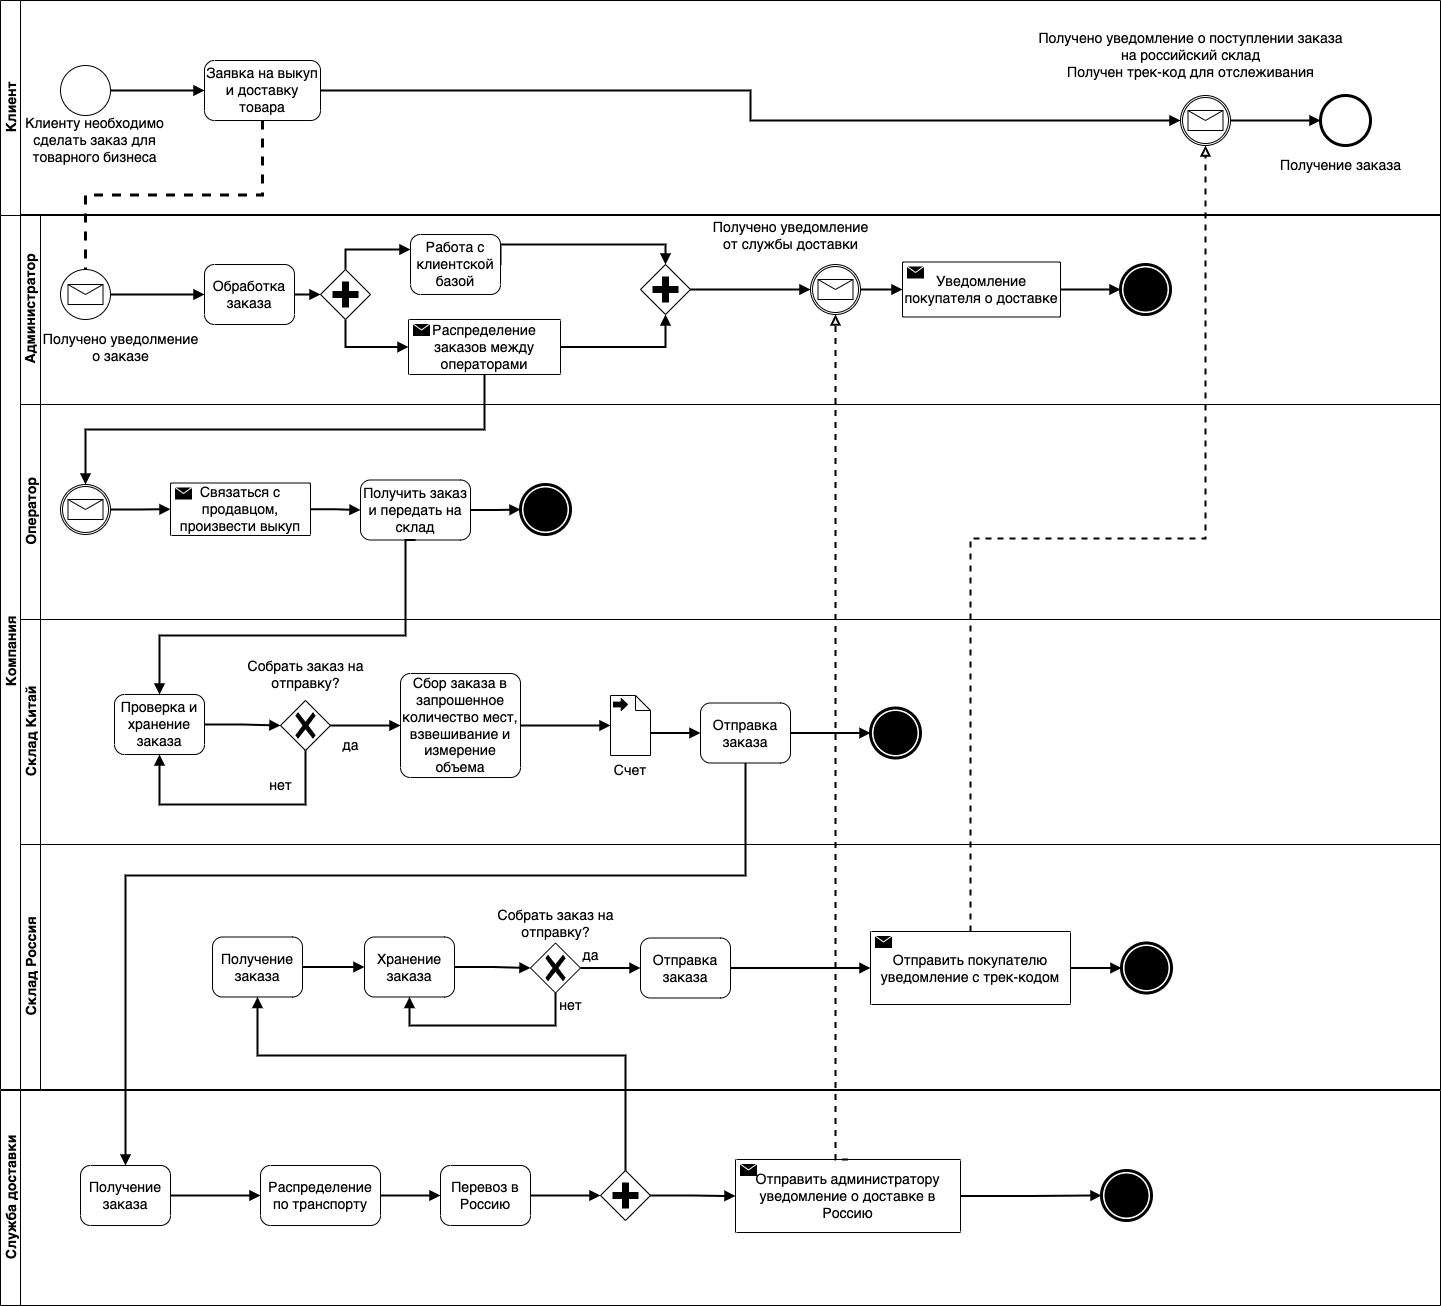 Клиент
Клиенту необходимо
сделать заказ для
товарного бизнеса
Заявка на выкуп
и доставку
товара
Получено уведомление о поступлении заказа
на российский склад
Получен трек-код для отслеживания
Получение заказа
Компания
Администратор
Получено уведолмение
о заказе
Обработка
заказа
Работа с
клиентской
базой
Распределение
заказов между
операторами
Получено уведомление
от службы доставки
Уведомление
покупателя о доставке
Оператор
Связаться с
продавцом,
произвести выкуп
Получить заказ
и передать на
склад
Склад Китай
Проверка и
хранение
заказа
Собрать заказ на
отправку?
да
нет
Сбор заказа в
запрошенное
количество мест,
взвешивание и
измерение
объема
Счет
Отправка
заказа
Склад Россия
Получение
заказа
Хранение
заказа
Собрать заказ на
отправку?
да
нет
Отправка
заказа
Отправить покупателю
уведомление с трек-кодом
Служба доставки
Получение
заказа
Распределение
по транспорту
Перевоз в
Россию
Отправить администратору
уведомление о доставке в
Россию